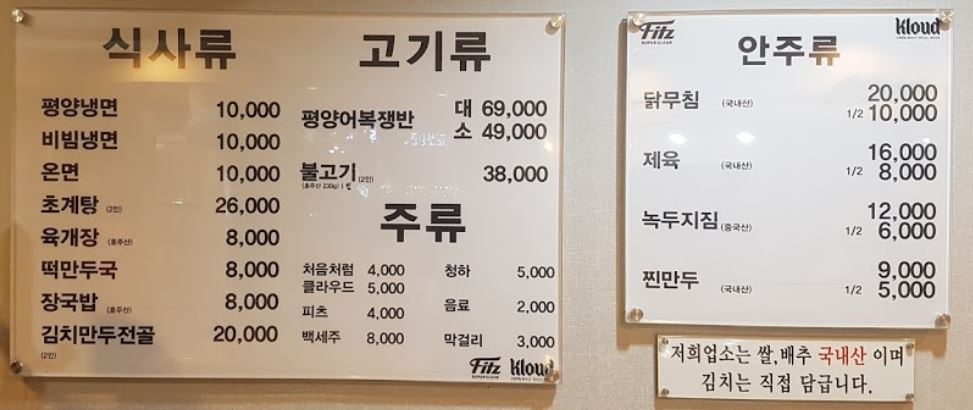 식사류
평양냉면 10,000
비빔냉면 10,000
온면 10,000
초계탕 (2인) 26,000
육개장 (호주산) 8,000
떡만두국 8,000
장국밥 (호주산) 8,000
김치만두전골 20,000
(2인)
고기류
평양어복쟁반 대 69,000
소 49,000
불고기 (2인) 38,000
(호주산 230g)
주류
처음처럼 4,000 청하 5,000
클라우드 5,000
피츠 4,000 음료 2,000
백세주 8,000 막걸리 3,000
Fitz Kloud
SUPER CLEAR
Fitz Kloud
SUPER CLEAR
안주류
닭무침 (국내산) 20,000
1/2 10,000
제육 (국내산) 16,000
1/2 8,000
녹두지짐 (중국산) 12,000
1/2 6,000
찐만두 (국내산) 9,000
1/2 5,000
저희업소는 쌀,배추 국내산 이며
김치는 직접 담급니다.